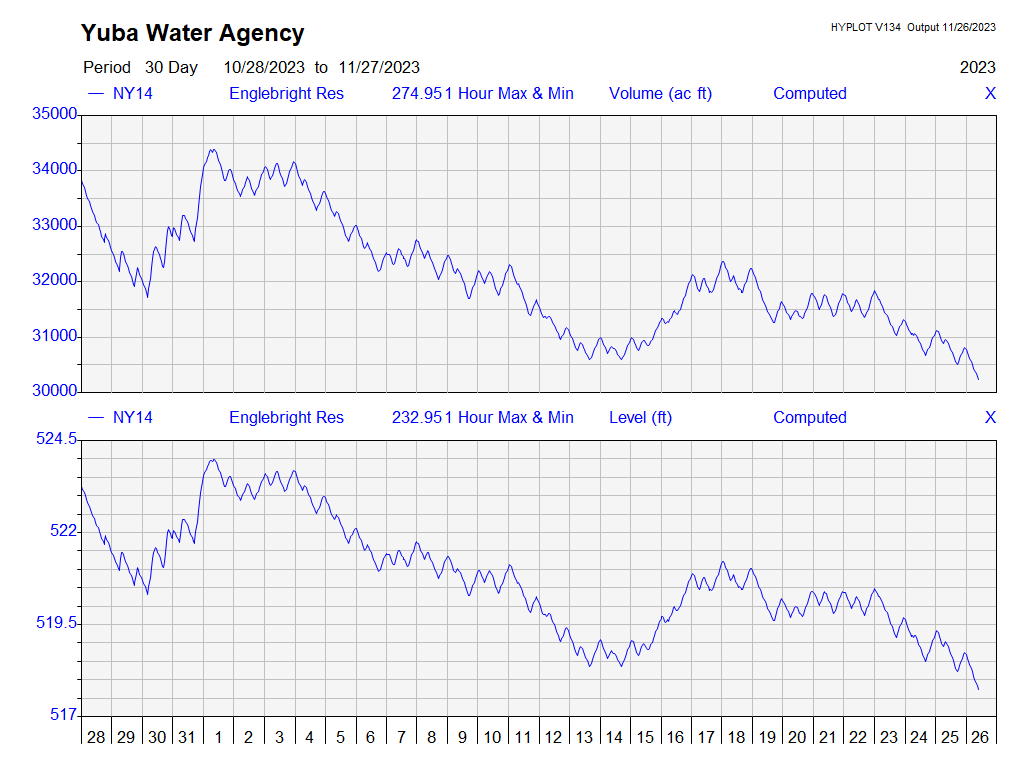 Yuba Water Agency
HYPLOT V134 Output 11/26/2023
Period 30 Day 10/28/2023 to 11/27/2023 2023
NY14 Englebright Res 274.951 Hour Max & Min Volume (ac ft) Computed X
35000
34000
33000
32000
31000
30000
NY14 Englebright Res 232.951 Hour Max & Min Level (ft) Computed X
524.5
522
519.5
517
28 29 30 31 1 2 3 4 5 6 7 8 9 10 11 12 13 14 15 16 17 18 19 20 21 22 23 24 25 26